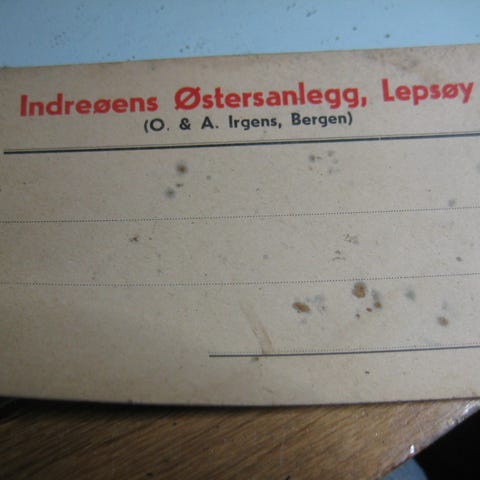 Indreøens Østersanlegg, Lepsøy
(O. & A. Irgens, Bergen)